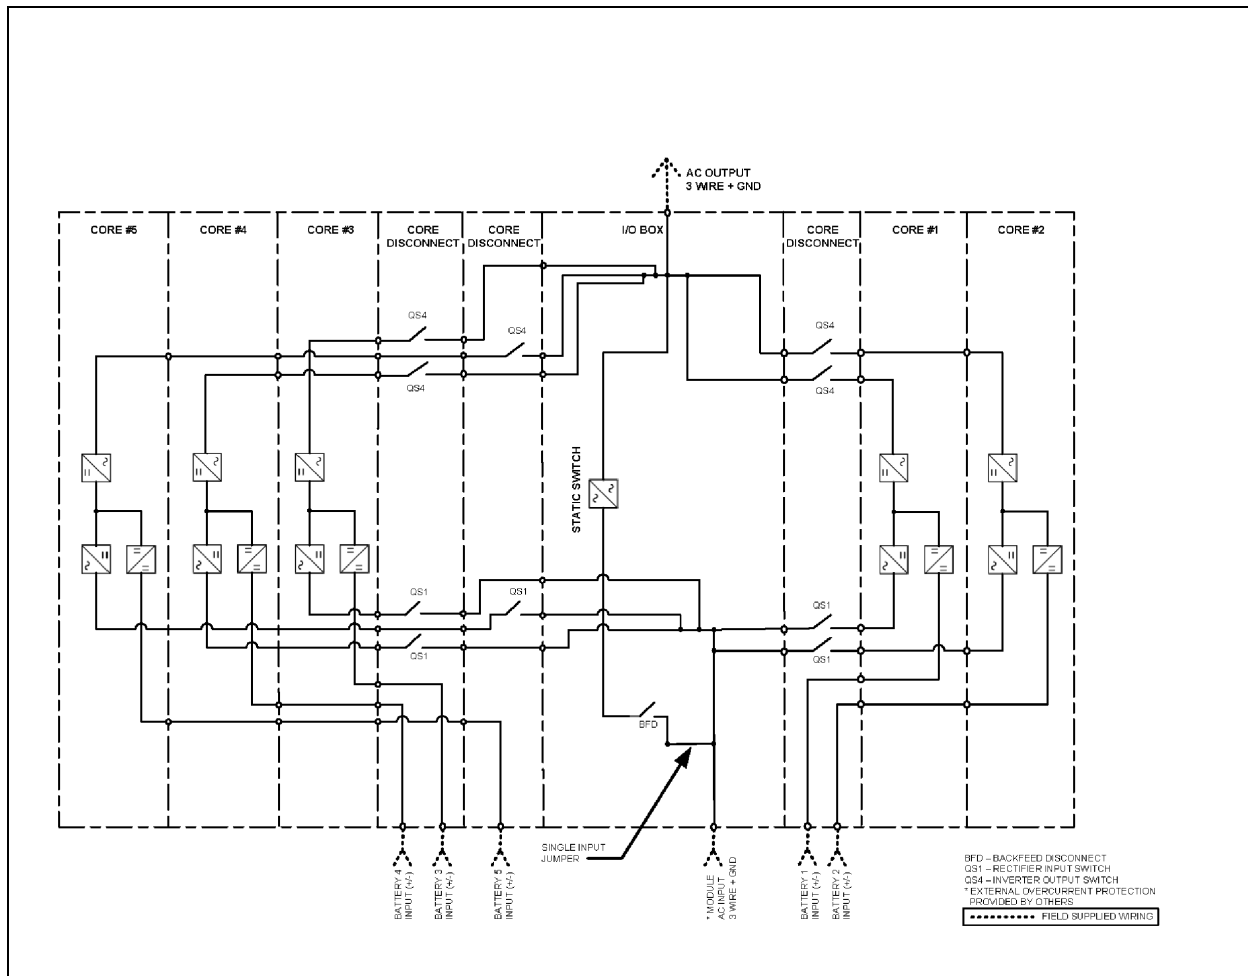 AC OUTPUT
3 WIRE + GND
CORE #5
CORE #4
CORE #3
CORE
DISCONNECT
CORE
DISCONNECT
I/O BOX
CORE
DISCONNECT
CORE #1
CORE #2
QS4
QS4
QS4
QS4
QS4
STATIC SWITCH
QS1
QS1
QS1
QS1
QS1
BFD
SINGLE INPUT
JUMPER
BATTERY 4
INPUT (+/-)
BATTERY 3
INPUT (+/-)
BATTERY 5
INPUT (+/-)
* MODULE
AC INPUT
3 WIRE + GND
BATTERY 1
INPUT (+/-)
BATTERY 2
INPUT (+/-)
BFD – BACKFEED DISCONNECT
QS1 – RECTIFIER INPUT SWITCH
QS4 – INVERTER OUTPUT SWITCH
* EXTERNAL OVERCURRENT PROTECTION
PROVIDED BY OTHERS
FIELD SUPPLIED WIRING